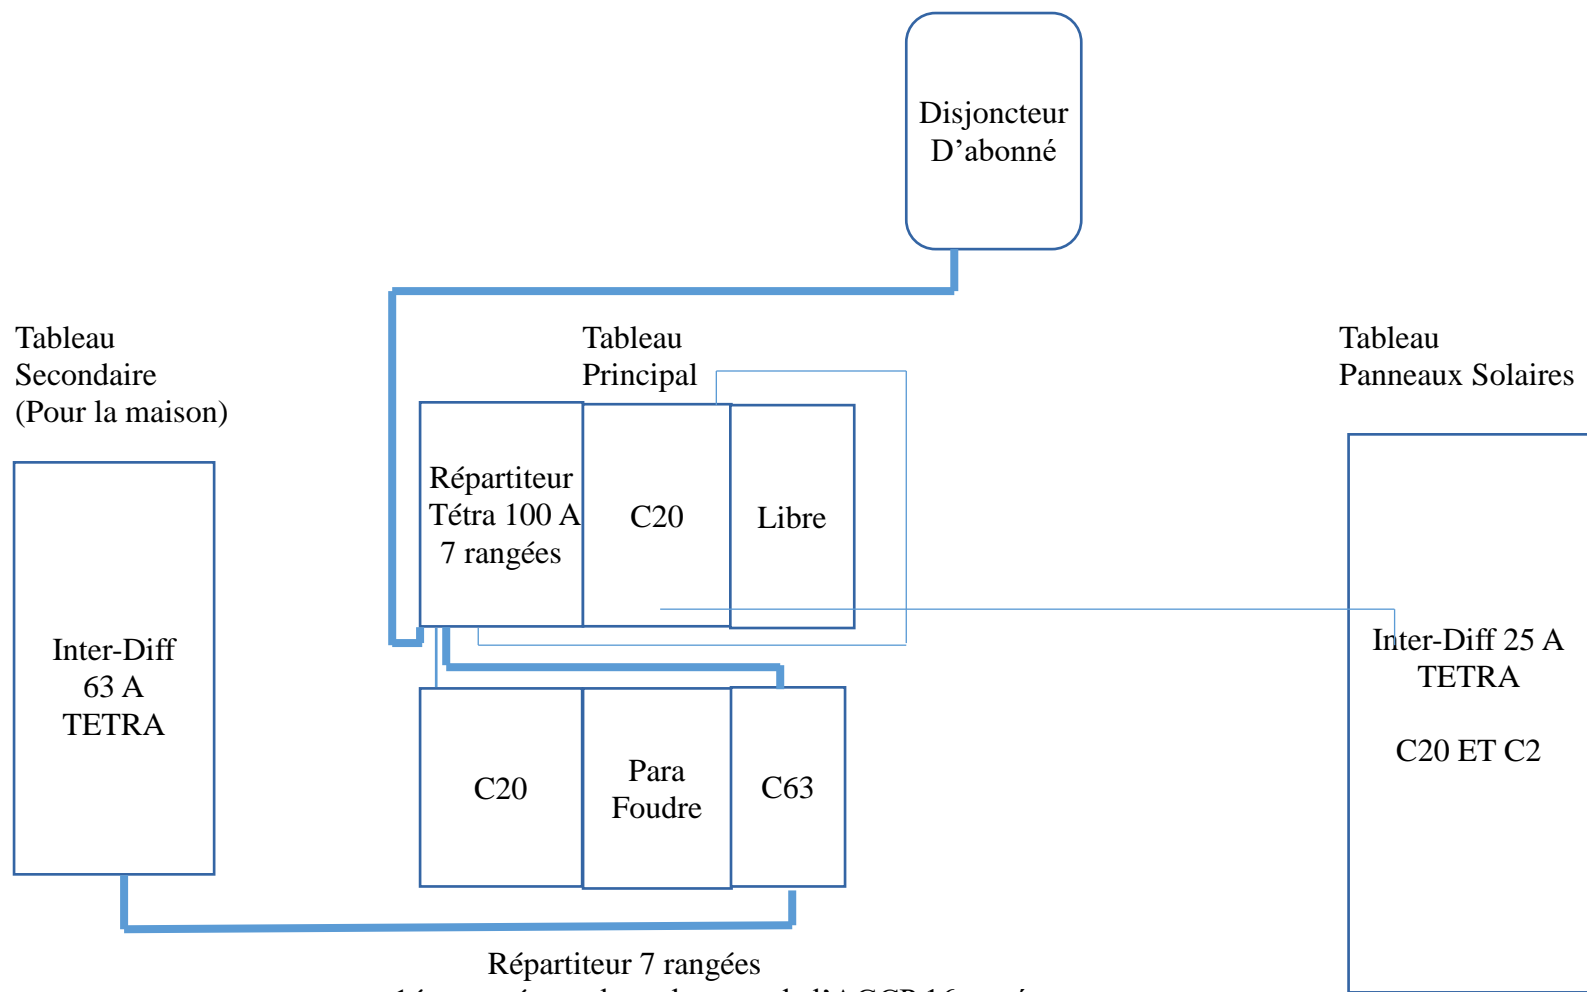 Disjoncteur
D’abonné
Tableau
Secondaire
(Pour la maison)
Tableau
Principal
Tableau
Panneaux Solaires
Répartiteur
Tétra 100 A
7 rangées
C20
Libre
Inter-Diff
63 A
TETRA
Inter-Diff 25 A
TETRA
C20 ET C2
C20
Para
Foudre
C63
Répartiteur 7 rangées